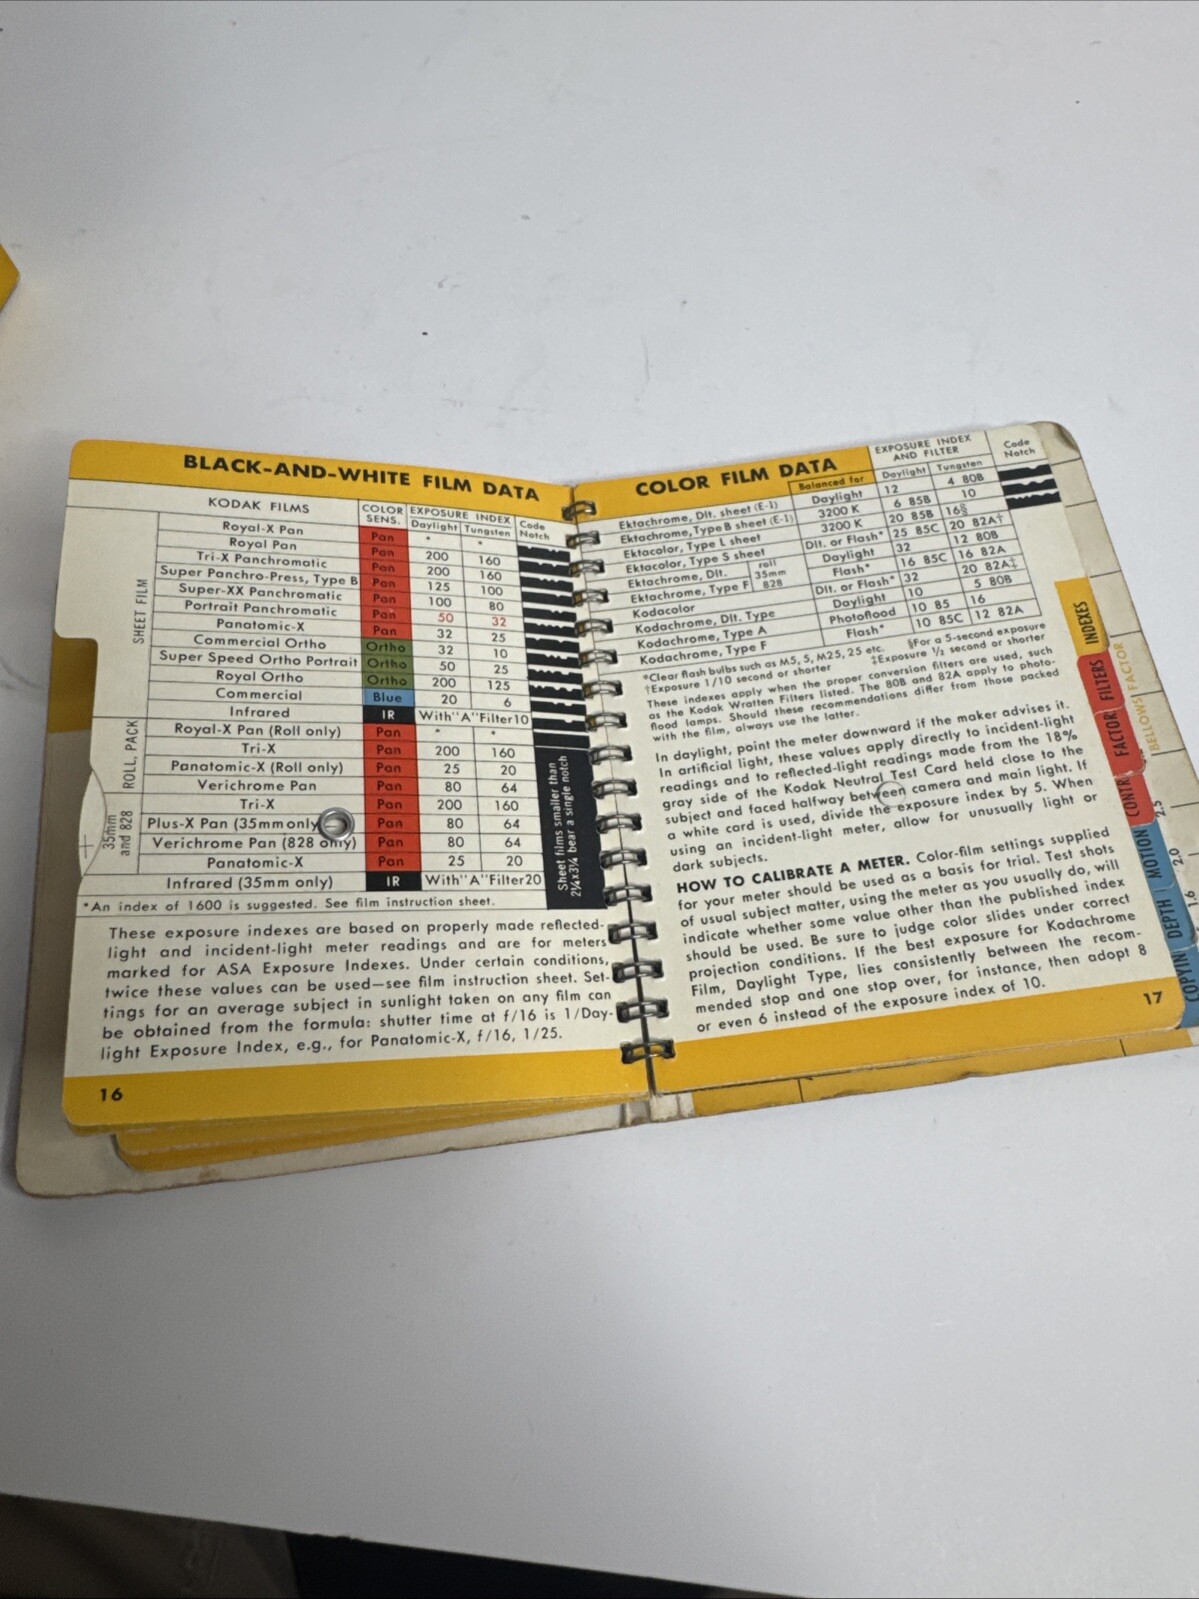 BLACK-AND-WHITE FILM DATA
KODAK FILMS COLOR SENS. EXPOSURE INDEX Daylight Tungsten Code Notch
SHEET FILM
Royal-X Pan Pan * *
Royal Pan Pan 200 160
Tri-X Panchromatic Pan 200 160
Super Panchro-Press, Type B Pan 125 100
Super-XX Panchromatic Pan 100 80
Portrait Panchromatic Pan 50 32
Panatomic-X Pan 32 25
Commercial Ortho Ortho 32 10
Super Speed Ortho Portrait Ortho 50 25
Royal Ortho Ortho 200 125
Commercial Blue 20 6
Infrared IR With"A"Filter10
ROLL, PACK
Royal-X Pan (Roll only) Pan * *
Tri-X Pan 200 160
Panatomic-X (Roll only) Pan 25 20
Verichrome Pan Pan 80 64
35mm and 828
Tri-X Pan 200 160
Plus-X Pan (35mm only Pan 80 64
Verichrome Pan (828 only) Pan 80 64
Panatomic-X Pan 25 20
Infrared (35mm only) IR With"A"Filter20
Sheet films smaller than
2¼x3¼ bear a single notch
*An index of 1600 is suggested. See film instruction sheet.
These exposure indexes are based on properly made reflected-
light and incident-light meter readings and are for meters
marked for ASA Exposure Indexes. Under certain conditions,
twice these values can be used—see film instruction sheet. Set-
tings for an average subject in sunlight taken on any film can
be obtained from the formula: shutter time at f/16 is 1/Day-
light Exposure Index, e.g., for Panatomic-X, f/16, 1/25.
16
COLOR FILM DATA
Balanced for EXPOSURE INDEX AND FILTER Daylight Tungsten Code Notch
Ektachrome, Dlt. sheet (E-1) Daylight 12 4 80B
Ektachrome, Type B sheet (E-1) 3200 K 6 85B 10
Ektacolor, Type L sheet 3200 K 20 85B 16§
Ektacolor, Type S sheet Dlt. or Flash* 25 85C 20 82A†
Ektachrome, Dlt. Daylight 32 12 80B
roll 35mm 828
Ektachrome, Type F Flash* 16 85C 16 82A
Kodacolor Dlt. or Flash* 32 20 82A‡
Kodachrome, Dlt. Type Daylight 10 5 80B
Kodachrome, Type A Photoflood 10 85 16
Kodachrome, Type F Flash* 10 85C 12 82A
*Clear flash bulbs such as M5, 5, M25, 25 etc. §For a 5-second exposure
†Exposure 1/10 second or shorter ‡Exposure ½ second or shorter
These indexes apply when the proper conversion filters are used, such
as the Kodak Wratten Filters listed. The 80B and 82A apply to photo-
flood lamps. Should these recommendations differ from those packed
with the film, always use the latter.
In daylight, point the meter downward if the maker advises it.
In artificial light, these values apply directly to incident-light
readings and to reflected-light readings made from the 18%
gray side of the Kodak Neutral Test Card held close to the
subject and faced halfway between camera and main light. If
a white card is used, divide the exposure index by 5. When
using an incident-light meter, allow for unusually light or
dark subjects.
HOW TO CALIBRATE A METER. Color-film settings supplied
for your meter should be used as a basis for trial. Test shots
of usual subject matter, using the meter as you usually do, will
indicate whether some value other than the published index
should be used. Be sure to judge color slides under correct
projection conditions. If the best exposure for Kodachrome
Film, Daylight Type, lies consistently between the recom-
mended stop and one stop over, for instance, then adopt 8
or even 6 instead of the exposure index of 10.
17
INDEXES
FILTERS
FACTOR
BELLOWS FACTOR
CONTR
MOTION
DEPTH
COPYIN
2.5
2.0
1.6